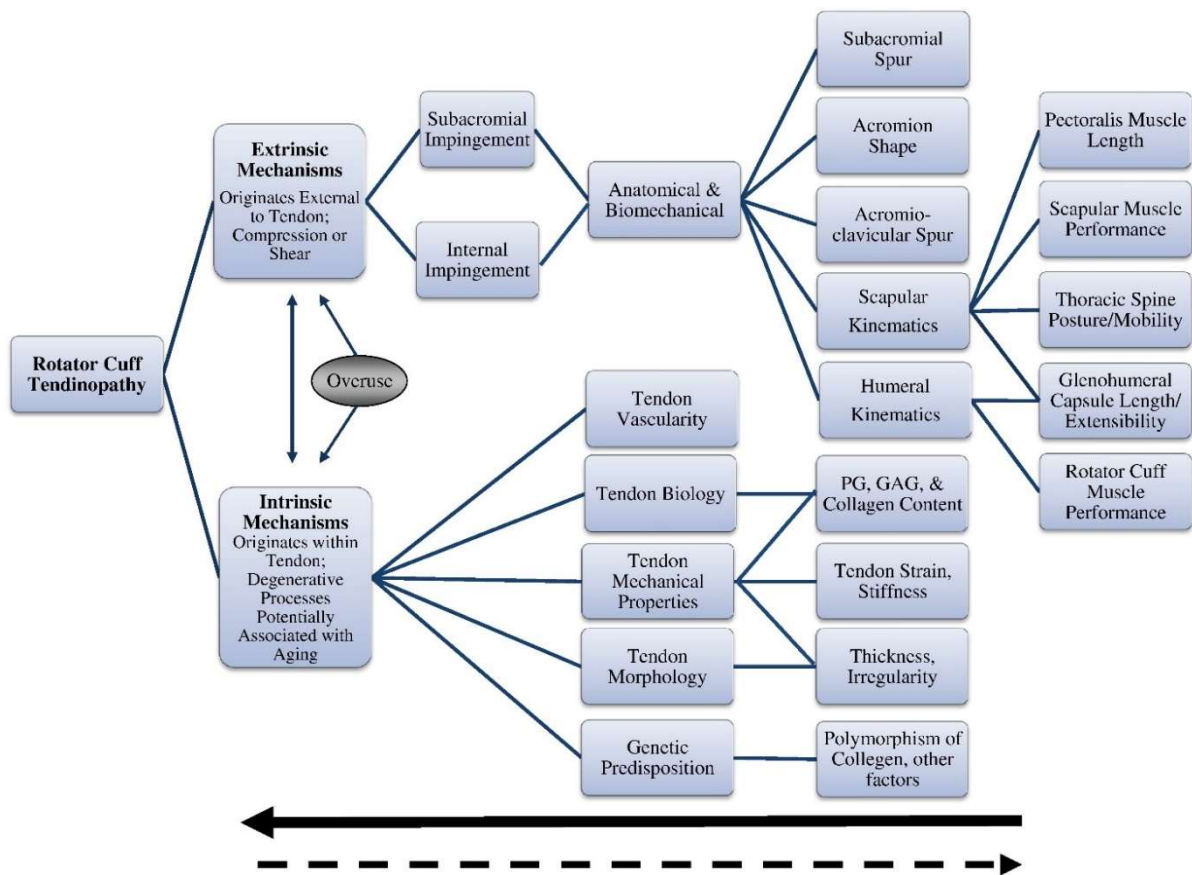 Rotator Cuff
Tendinopathy
Extrinsic
Mechanisms
Originates External
to Tendon;
Compression or
Shear
Overuse
Intrinsic
Mechanisms
Originates within
Tendon;
Degenerative
Processes
Potentially
Associated with
Aging
Subacromial
Impingement
Internal
Impingement
Anatomical &
Biomechanical
Subacromial
Spur
Acromion
Shape
Acromio-
clavicular Spur
Scapular
Kinematics
Humeral
Kinematics
Pectoralis Muscle
Length
Scapular Muscle
Performance
Thoracic Spine
Posture/Mobility
Glenohumeral
Capsule Length/
Extensibility
Rotator Cuff
Muscle
Performance
Tendon
Vascularity
Tendon Biology
Tendon
Mechanical
Properties
Tendon
Morphology
Genetic
Predisposition
PG, GAG, &
Collagen Content
Tendon Strain,
Stiffness
Thickness,
Irregularity
Polymorphism of
Collegen, other
factors